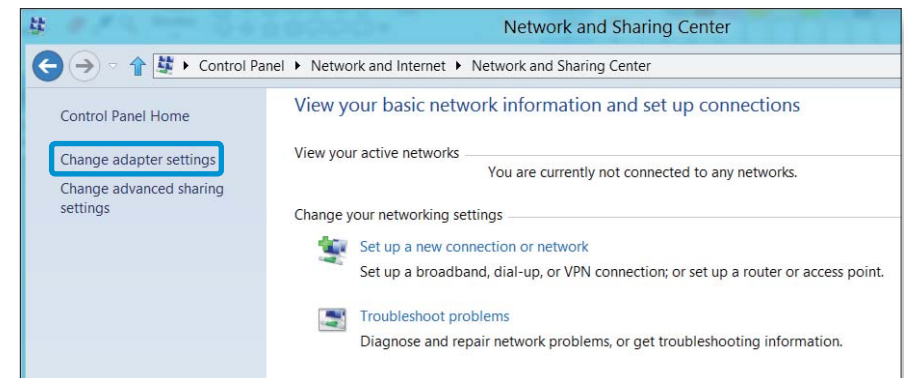 Network and Sharing Center
Control Panel Network and Internet Network and Sharing Center
Control Panel Home
Change adapter settings
Change advanced sharing
settings
View your basic network information and set up connections
View your active networks
You are currently not connected to any networks.
Change your networking settings
Set up a new connection or network
Set up a broadband, dial-up, or VPN connection; or set up a router or access point.
Troubleshoot problems
Diagnose and repair network problems, or get troubleshooting information.